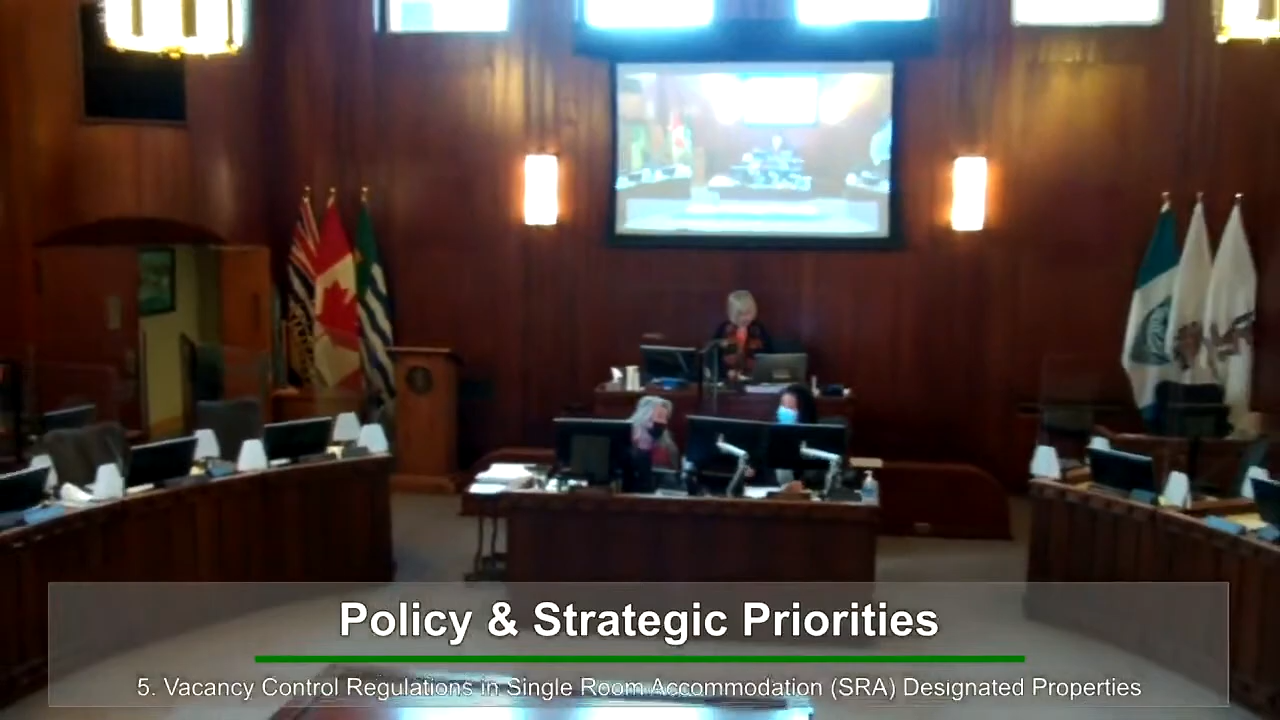 Policy & Strategic Priorities
5. Vacancy Control Regulations in Single Room Accommodation (SRA) Designated Properties